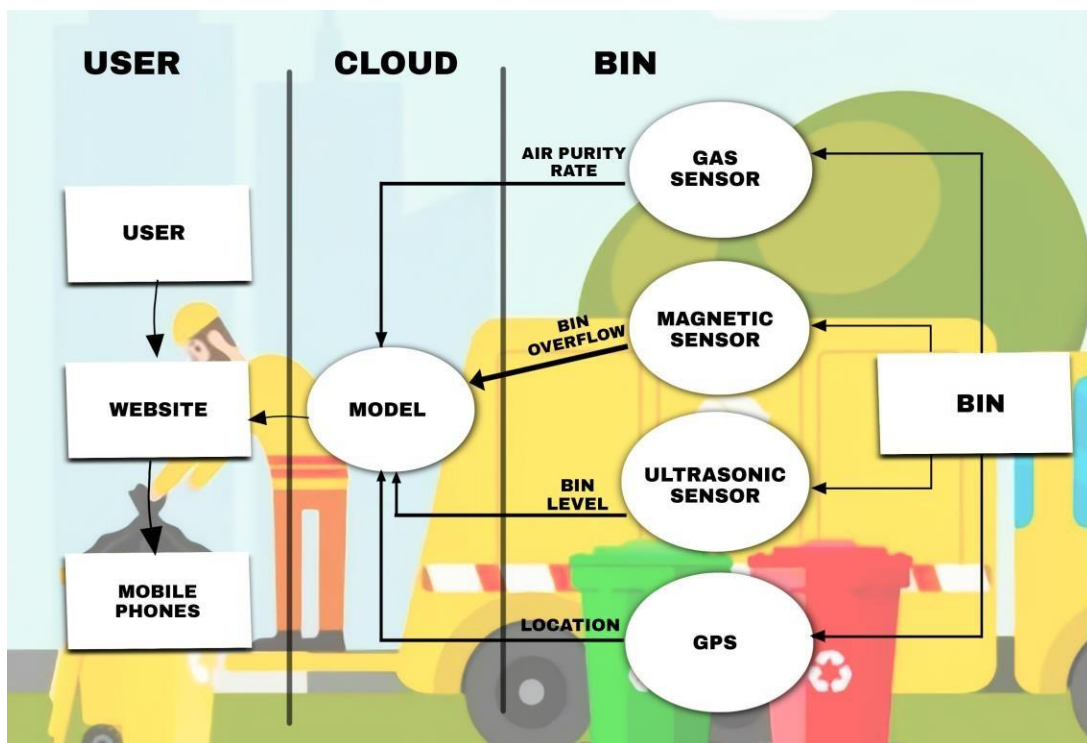 USER
CLOUD
BIN
USER
WEBSITE
MOBILE
PHONES
MODEL
AIR PURITY
RATE
BIN
OVERFLOW
BIN
LEVEL
LOCATION
GAS
SENSOR
MAGNETIC
SENSOR
ULTRASONIC
SENSOR
GPS
BIN